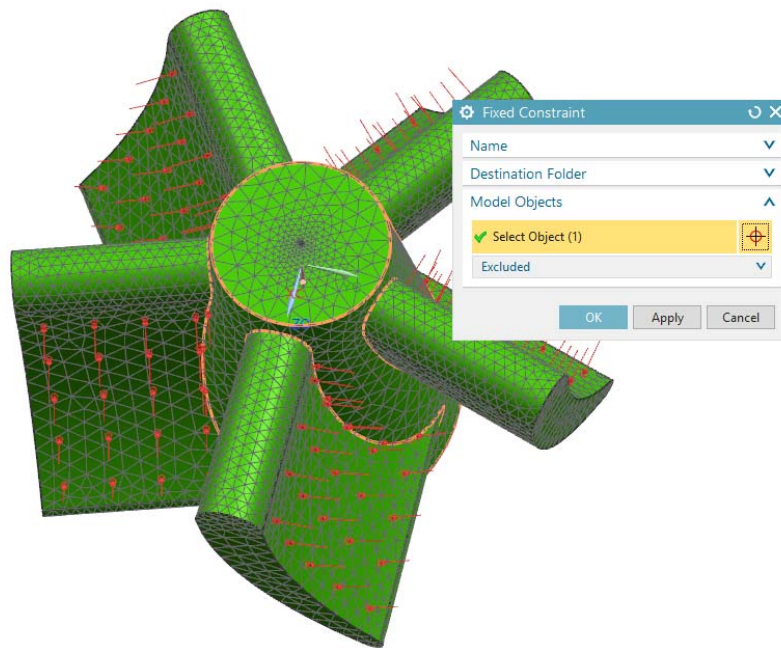 Fixed Constraint
Name
Destination Folder
Model Objects
Select Object (1)
Excluded
OK Apply Cancel